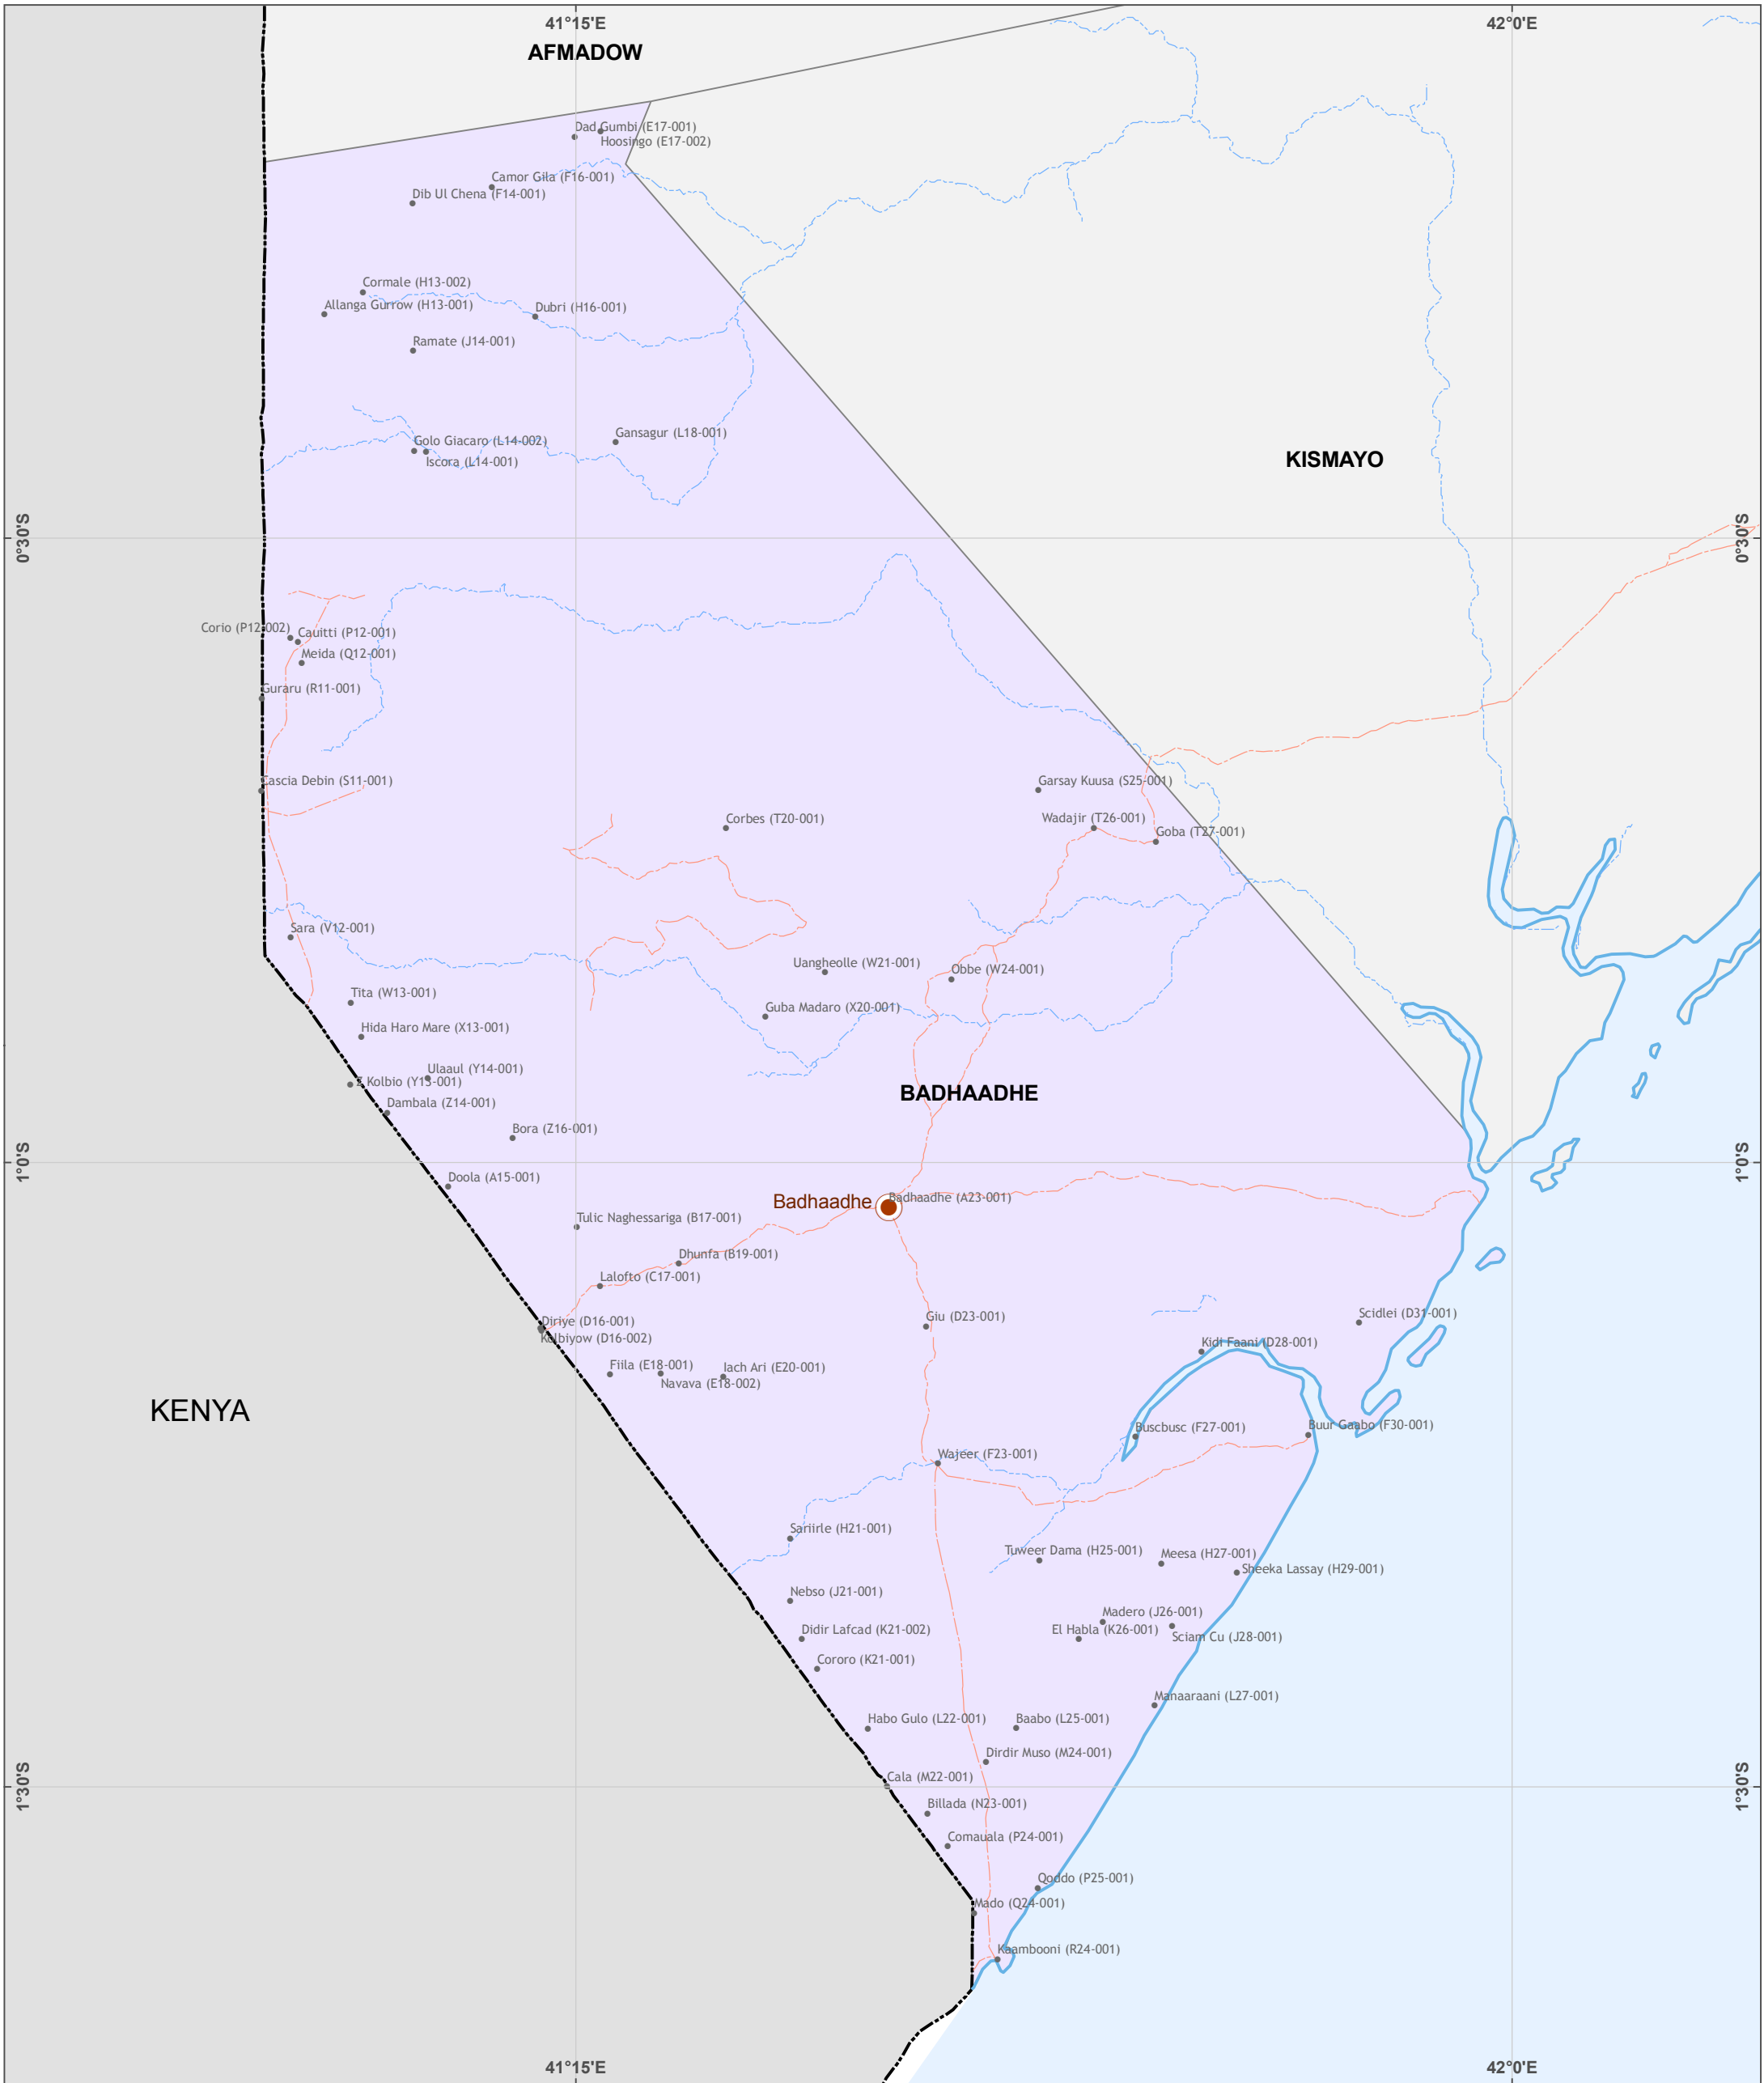 41°15'E
42°0'E
AFMADOW
Dad Gumbi (E17-001)
Hoosingo (E17-002)
Camor Gila (F16-001)
Dib Ul Chena (F14-001)
Cormale (H13-002)
Allanga Gurrow (H13-001)
Dubri (H16-001)
Ramate (J14-001)
Gansagur (L18-001)
Golo Giacaro (L14-002)
Iscora (L14-001)
KISMAYO
0°30'S
0°30'S
Corio (P12-002)
Cauitti (P12-001)
Meida (Q12-001)
Guraru (R11-001)
Cascia Debin (S11-001)
Garsay Kuusa (S25-001)
Corbes (T20-001)
Wadajir (T26-001)
Goba (T27-001)
Sara (V12-001)
Uangheolle (W21-001)
Obbe (W24-001)
Tita (W13-001)
Guba Madaro (X20-001)
Hida Haro Mare (X13-001)
Ulaaul (Y14-001)
Z Kolbio (Y13-001)
BADHAADHE
Dambala (Z14-001)
Bora (Z16-001)
1°0'S
1°0'S
Doola (A15-001)
Badhaadhe
Badhaadhe (A23-001)
Tulic Naghessariga (B17-001)
Dhunfa (B19-001)
Lalofto (C17-001)
Diriye (D16-001)
Kolbiyow (D16-002)
Giu (D23-001)
Scidlei (D31-001)
Kidi Faani (D28-001)
Fiila (E18-001)
Iach Ari (E20-001)
Navava (E18-002)
KENYA
Buscbusc (F27-001)
Buur Gaabo (F30-001)
Wajeer (F23-001)
Sariirle (H21-001)
Tuweer Dama (H25-001)
Meesa (H27-001)
Sheeka Lassay (H29-001)
Nebso (J21-001)
Madero (J26-001)
Didir Lafcad (K21-002)
El Habla (K26-001)
Sciam Cu (J28-001)
Cororo (K21-001)
Manaaraani (L27-001)
Habo Gulo (L22-001)
Baabo (L25-001)
Dirdir Muso (M24-001)
Cala (M22-001)
1°30'S
1°30'S
Billada (N23-001)
Comauala (P24-001)
Qoddo (P25-001)
Mado (Q24-001)
Kaambooni (R24-001)
41°15'E
42°0'E